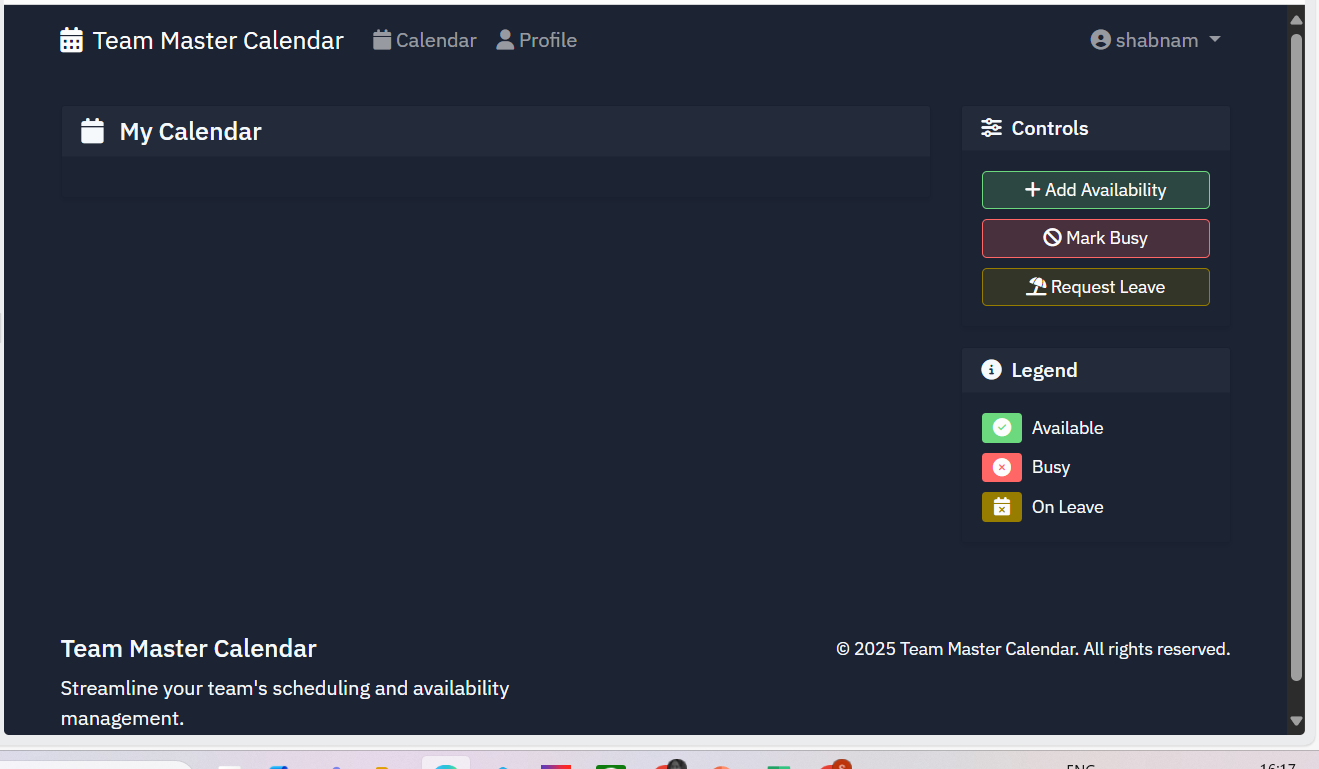 Team Master Calendar Calendar Profile shabnam
My Calendar
Controls
Add Availability
Mark Busy
Request Leave
Legend
Available
Busy
On Leave
Team Master Calendar
© 2025 Team Master Calendar. All rights reserved.
Streamline your team's scheduling and availability
management.